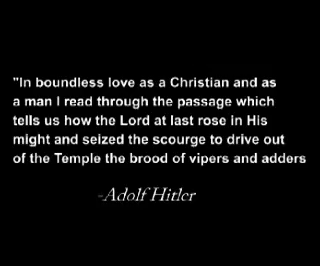 "In boundless love as a Christian and as
a man I read through the passage which
tells us how the Lord at last rose in His
might and seized the scourge to drive out
of the Temple the brood of vipers and adders
-Adolf Hitler